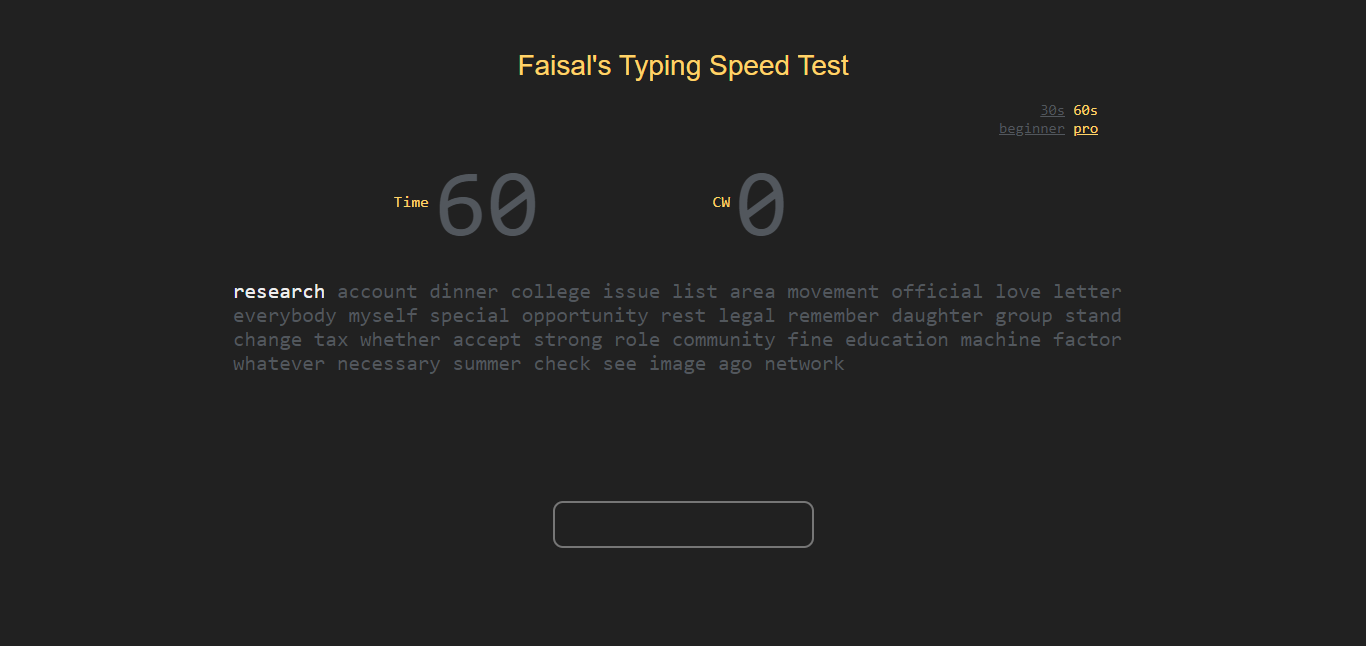 Faisal's Typing Speed Test
30s 60s
beginner pro
Time 60 CW 0
research account dinner college issue list area movement official love letter
everybody myself special opportunity rest legal remember daughter group stand
change tax whether accept strong role community fine education machine factor
whatever necessary summer check see image ago network